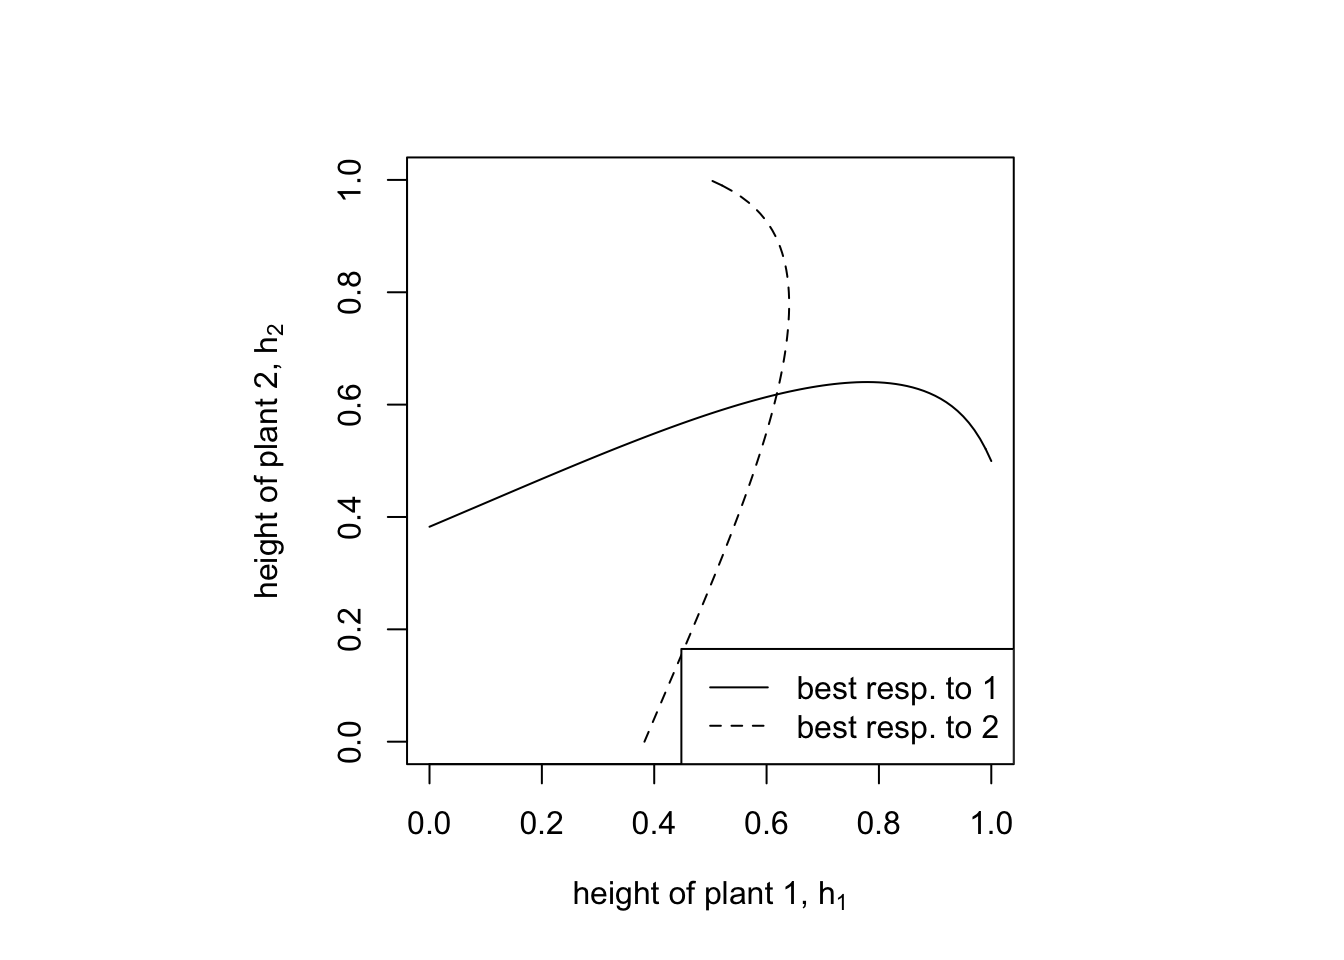 1.0
0.8
0.6
0.4
0.2
0.0
height of plant 2, h₂
best resp. to 1
best resp. to 2
0.0 0.2 0.4 0.6 0.8 1.0
height of plant 1, h₁